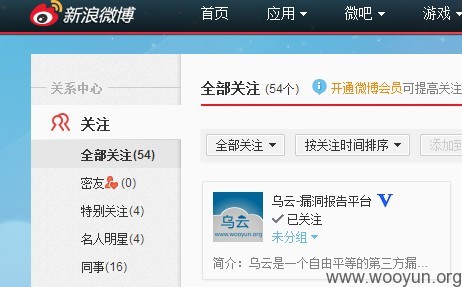 新浪微博 首页 应用 微吧 游戏
关系中心
关注
全部关注(54)
密友(0)
特别关注(4)
名人明星(4)
同事(16)
全部关注 (54个) 开通微博会员可提高关注
全部关注 按关注时间排序 添加到
乌云
www.wooyun.org
乌云-漏洞报告平台 V
已关注
未分组
简介：乌云是一个自由平等的第三方漏...
www.wooyun.org